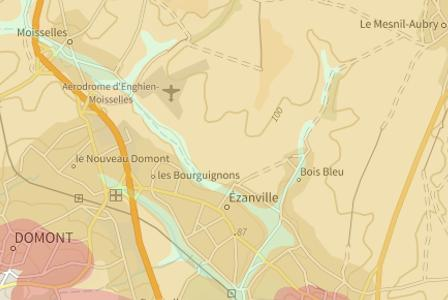 Le Mesnil-Aubry
Moisselles
Aérodrome d'Enghien-
Moisselles
100
le Nouveau Domont
les Bourguignons
Bois Bleu
Ézanville
87
DOMONT